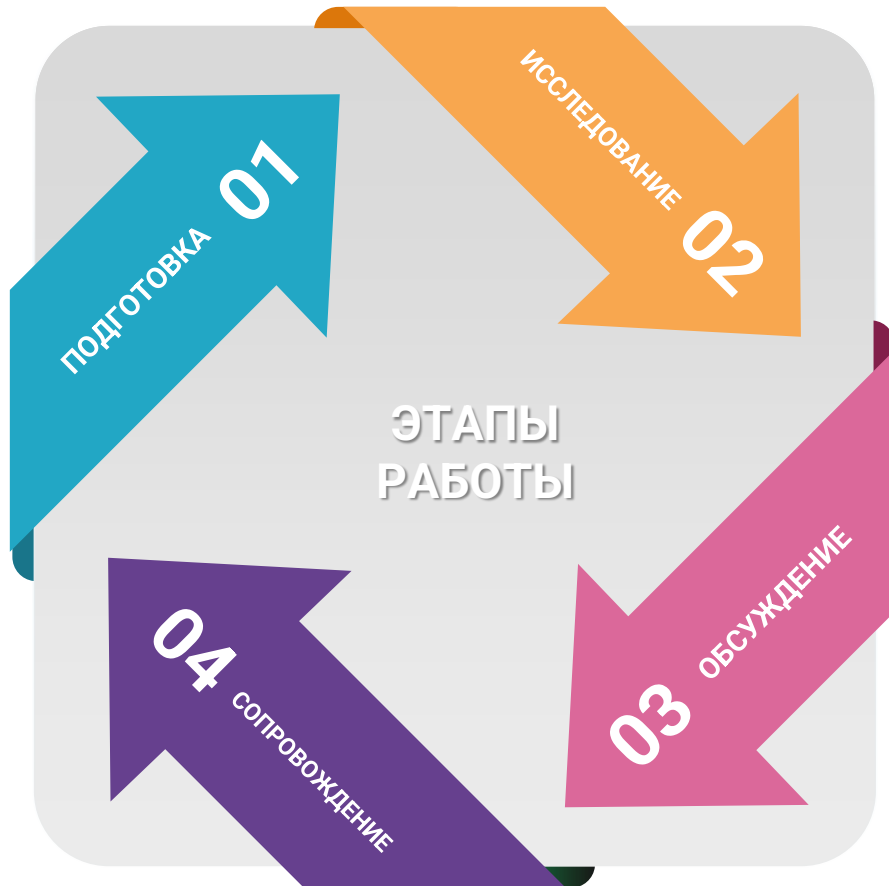 ПОДГОТОВКА 01
ИССЛЕДОВАНИЕ 02
ЭТАПЫ
РАБОТЫ
ОБСУЖДЕНИЕ
03
04 СОПРОВОЖДЕНИЕ